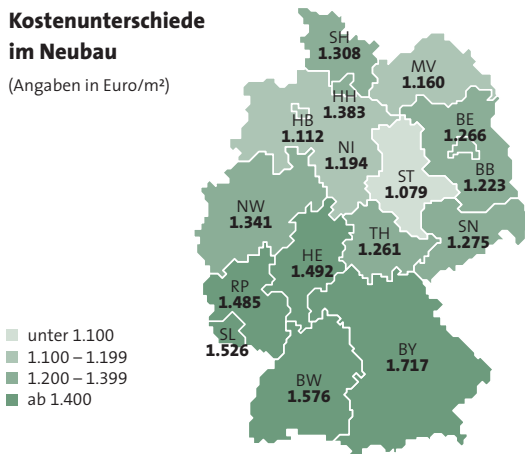 Kostenunterschiede
im Neubau
(Angaben in Euro/m²)
SH
1.308
MV
1.160
HH
1.383
HB
1.112
BE
1.266
NI
1.194
BB
1.223
ST
1.079
NW
1.341
SN
1.275
TH
1.261
HE
1.492
RP
1.485
SL
1.526
BY
1.717
BW
1.576
unter 1.100
1.100 – 1.199
1.200 – 1.399
ab 1.400